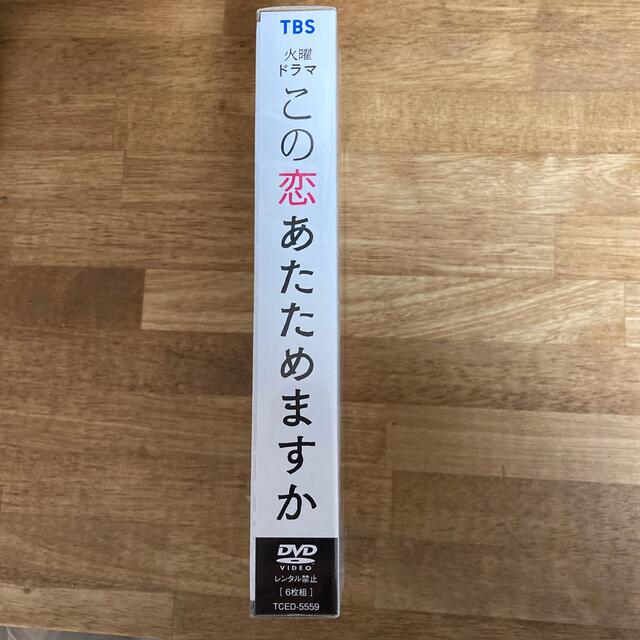 TBS
火曜
ドラマ
この恋あたためますか
DVD
VIDEO
レンタル禁止
[6枚組]
TCED-5559